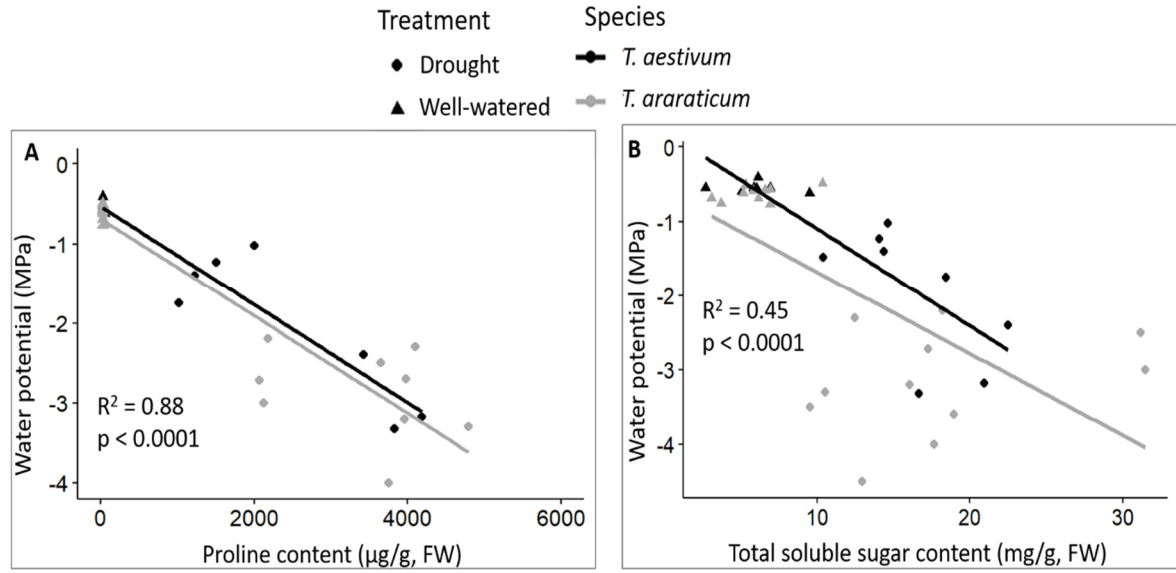 Treatment
Drought
Well-watered
Species
T. aestivum
T. araraticum
A
Water potential (MPa)
0
-1
-2
-3
-4
R² = 0.88
p < 0.0001
0 2000 4000 6000
Proline content (µg/g, FW)
B
Water potential (MPa)
0
-1
-2
-3
-4
R² = 0.45
p < 0.0001
10 20 30
Total soluble sugar content (mg/g, FW)